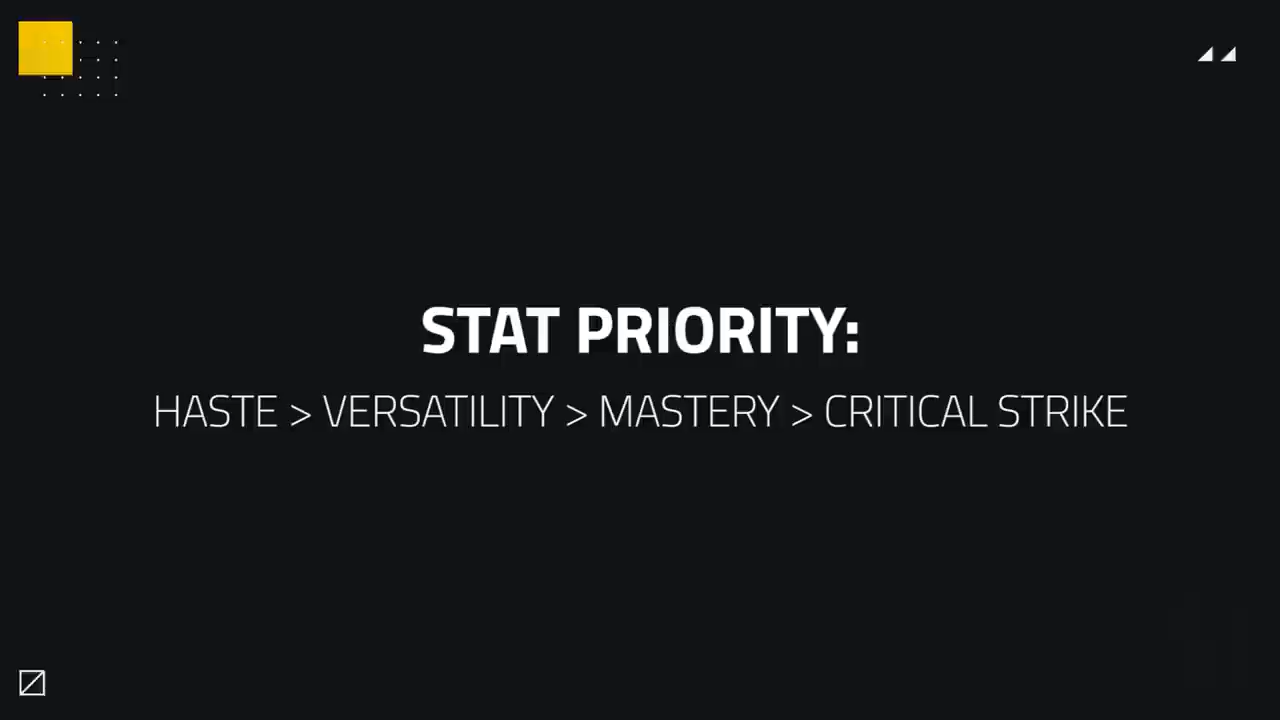 STAT PRIORITY:
HASTE > VERSATILITY > MASTERY > CRITICAL STRIKE